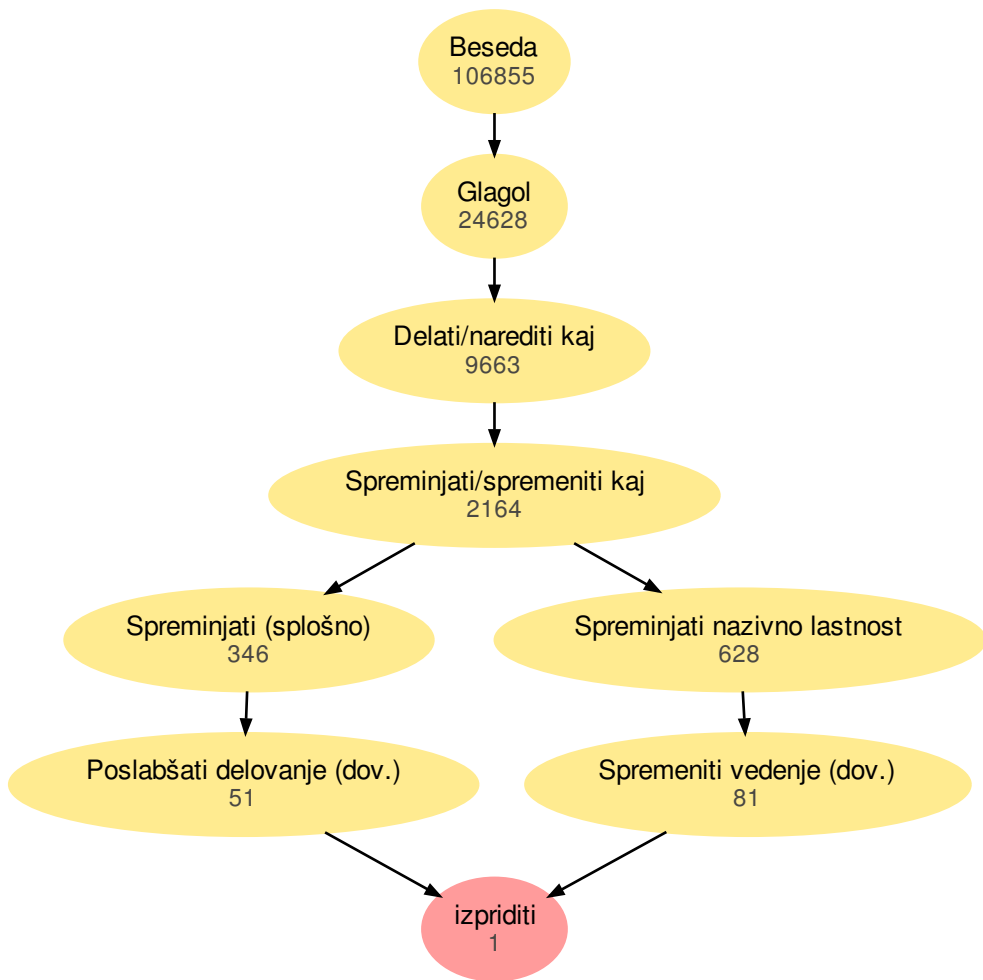 Beseda
106855
Glagol
24628
Delati/narediti kaj
9663
Spreminjati/spremeniti kaj
2164
Spreminjati (splošno)
346
Spreminjati nazivno lastnost
628
Poslabšati delovanje (dov.)
51
Spremeniti vedenje (dov.)
81
izpriditi
1